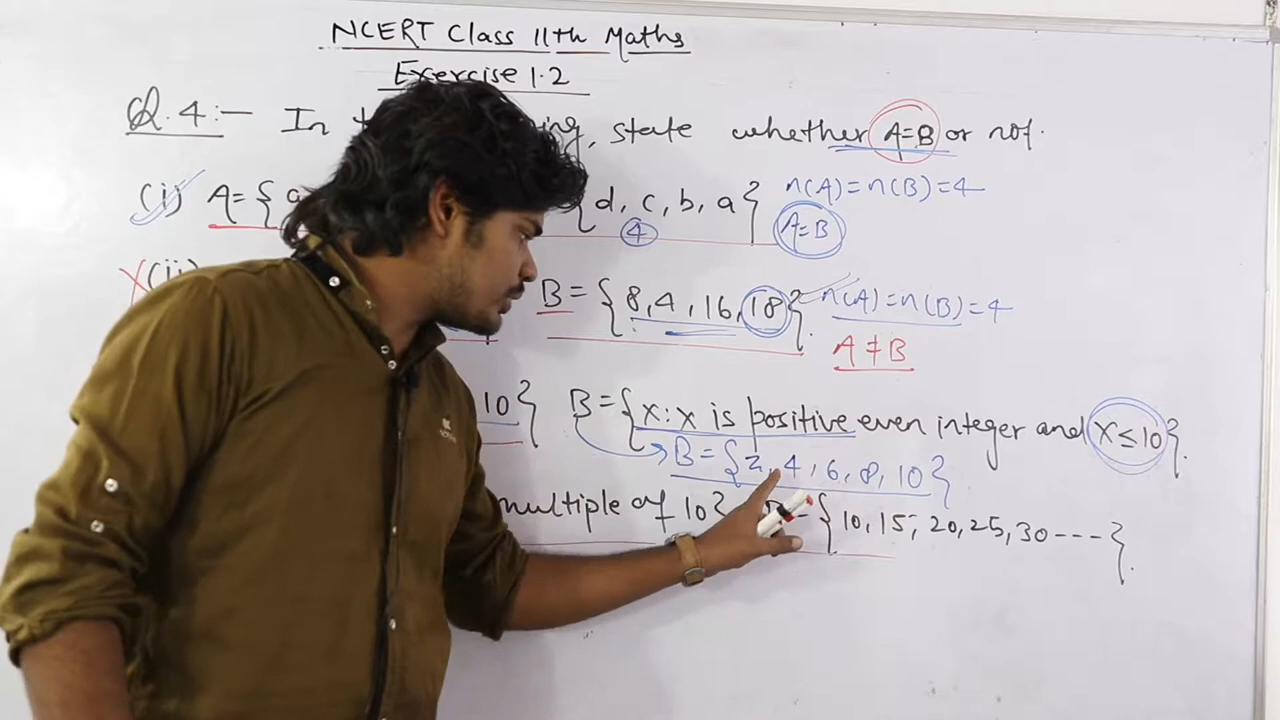 NCERT Class 11th Maths
Exercise 1.2
Q.4:- In state whether A=B or not.
(i) A={a d, c, b, a} n(A)=n(B)=4
4 A=B
X(ii) B={8,4,16,18}. n(A)=n(B)=4
A≠B
10} B={x:x is positive even integer and x≤10}.
B={2,4,6,8,10}
multiple of 10} {10,15,20,25,30---}